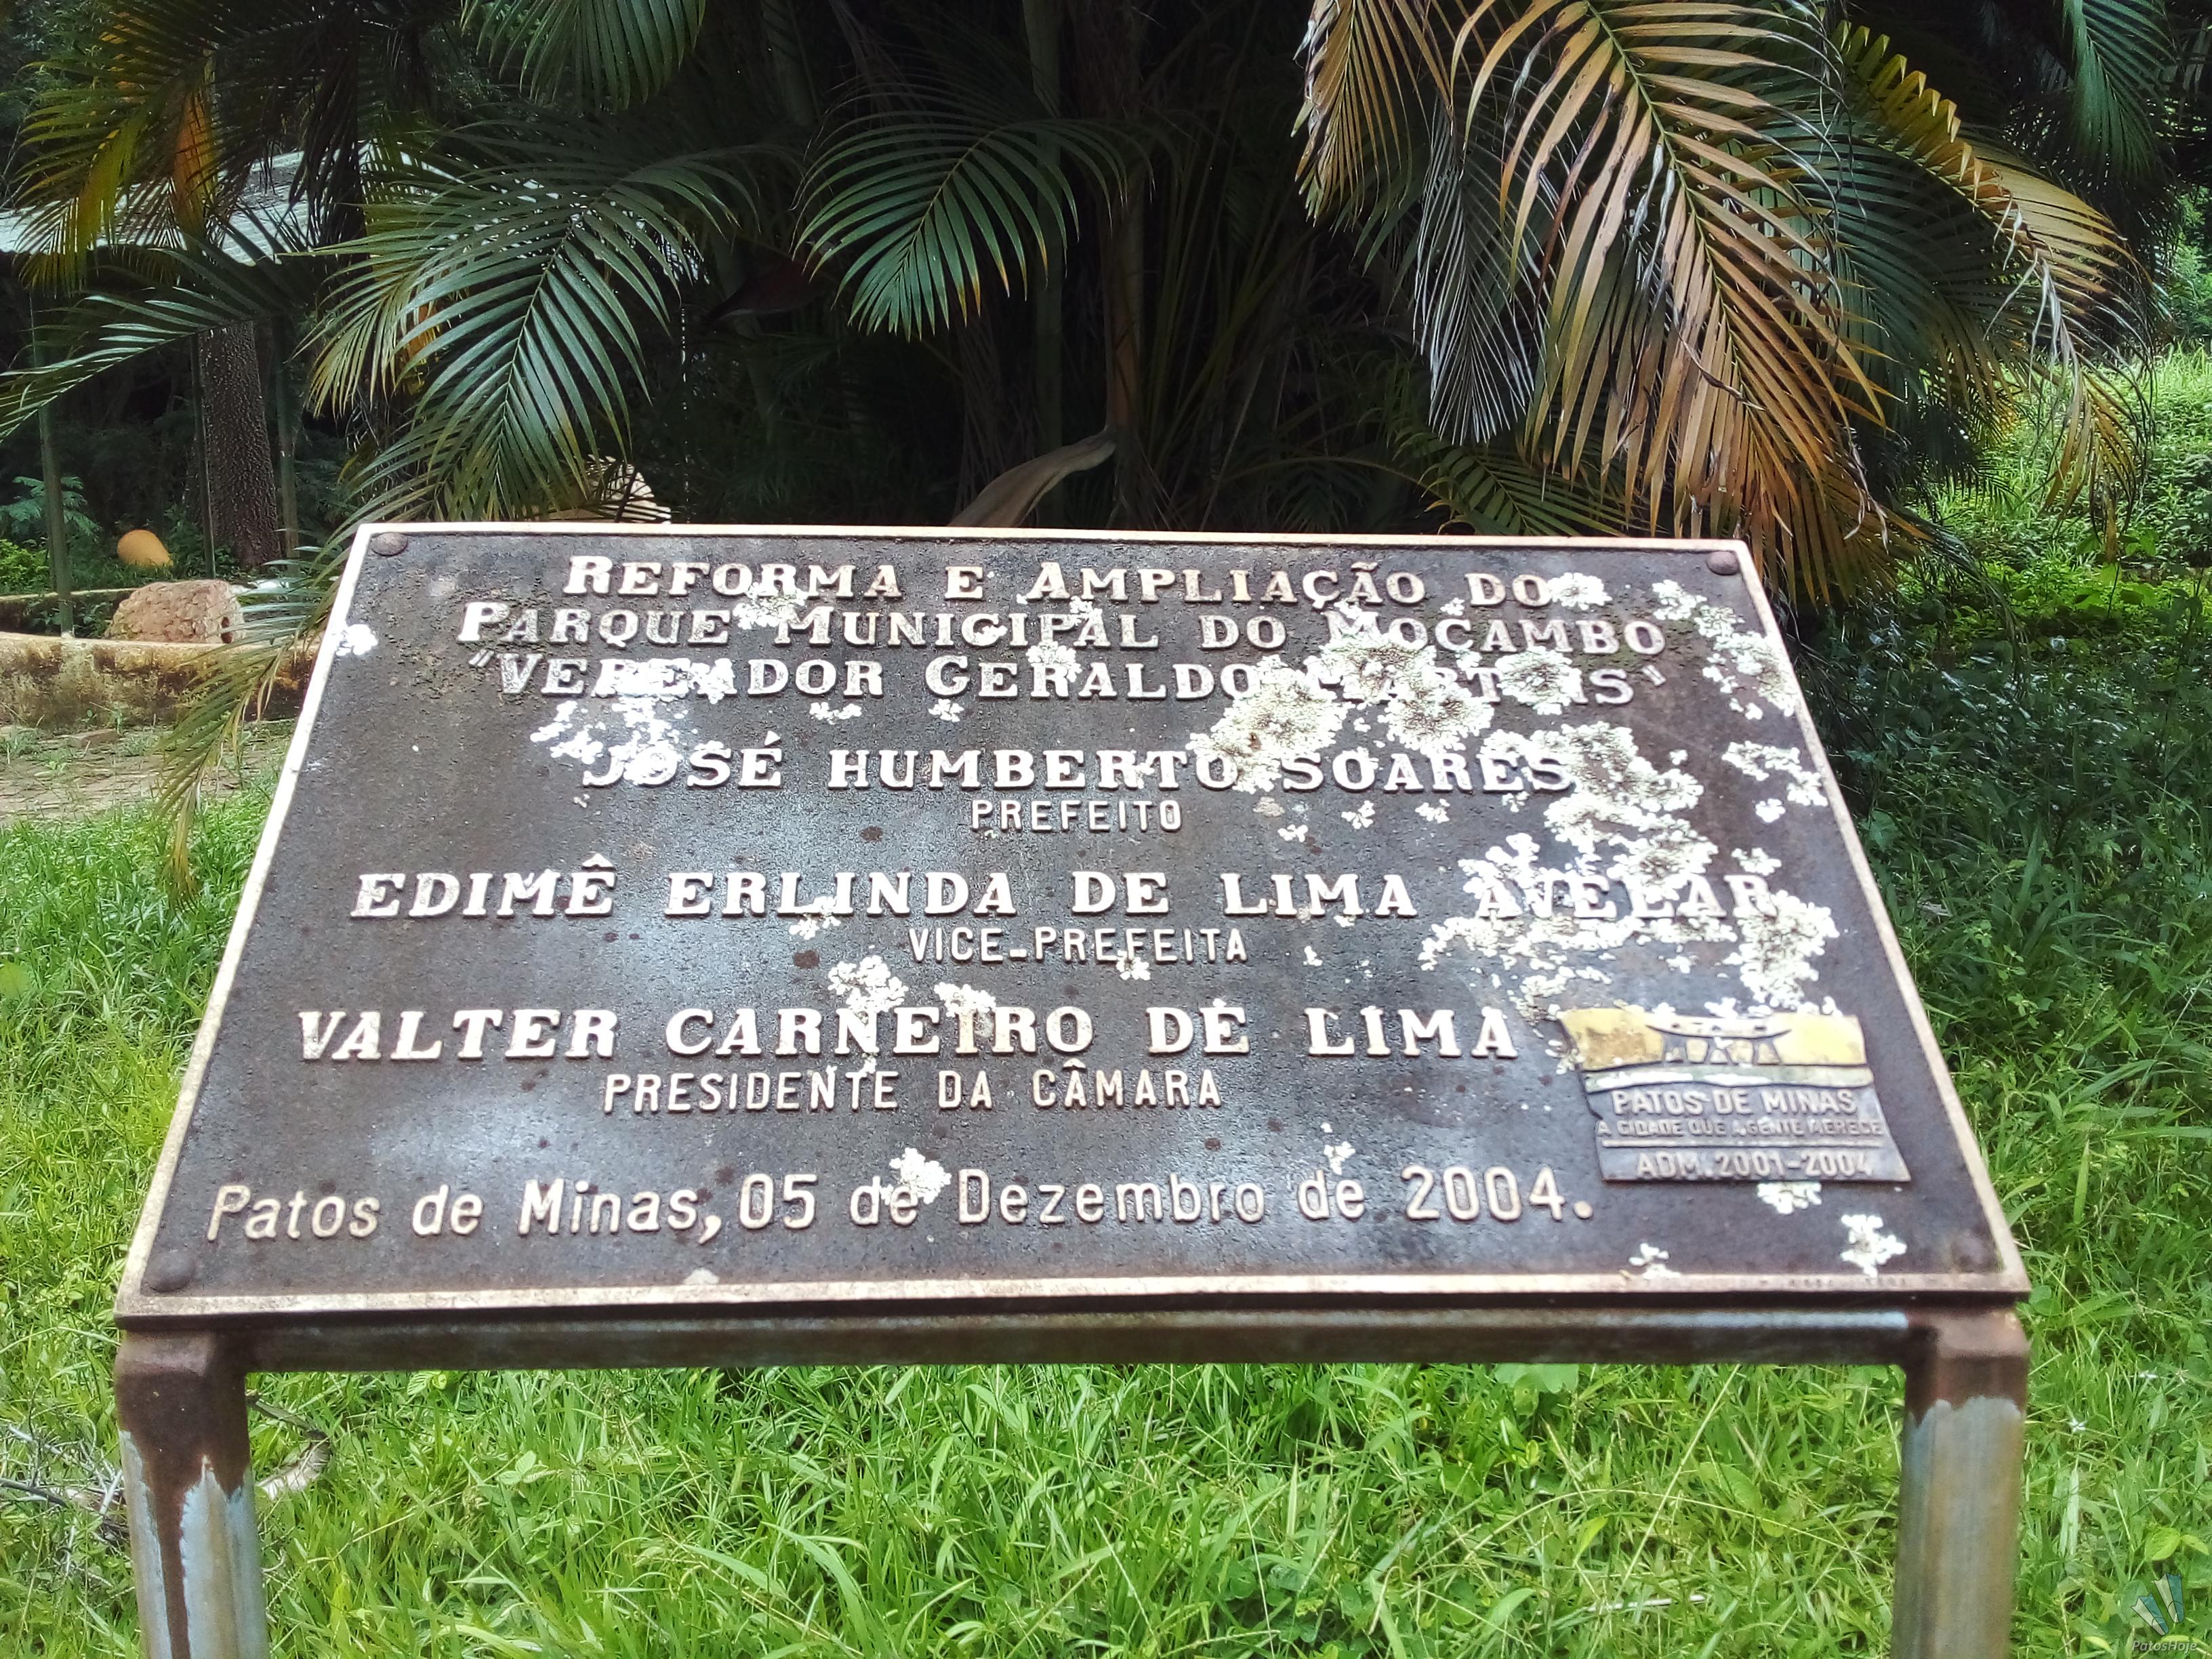 REFORMA E AMPLIAÇÃO DO
PARQUE MUNICIPAL DO MOCAMBO
"VEREADOR GERALDO MARTINS"
JOSÉ HUMBERTO SOARES
PREFEITO
EDIMÊ ERLINDA DE LIMA AVELAR
VICE-PREFEITA
VALTER CARNEIRO DE LIMA
PRESIDENTE DA CÂMARA
PATOS DE MINAS
A CIDADE QUE A GENTE MERECE
ADM. 2001-2004
Patos de Minas, 05 de Dezembro de 2004.
PatosHoje